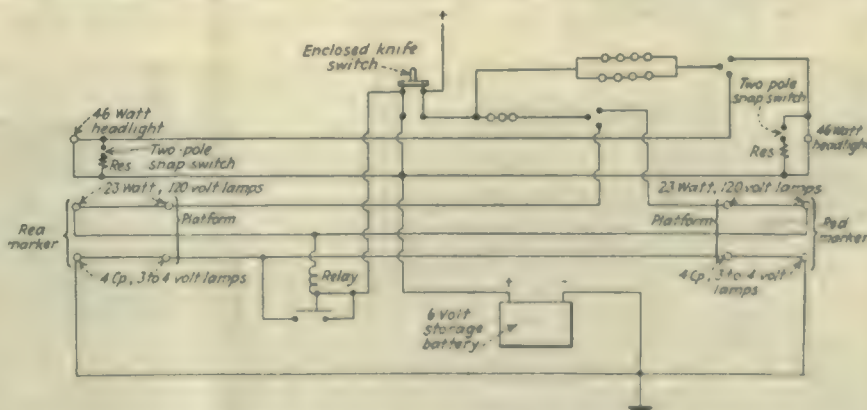 +
Enclosed knife
switch
46 Watt
headlight
Two-pole
snap switch
Res
23 Watt, 120 volt lamps
Platform
Red
marker
4 Cp, 3 to 4 volt lamps
Relay
+ -
6 Volt
storage
battery
Two pole
snap switch
Res
46 Watt
headlight
23 Watt, 120 volt lamps
Platform
Red
marker
4 Cp, 3 to 4 volt
lamps